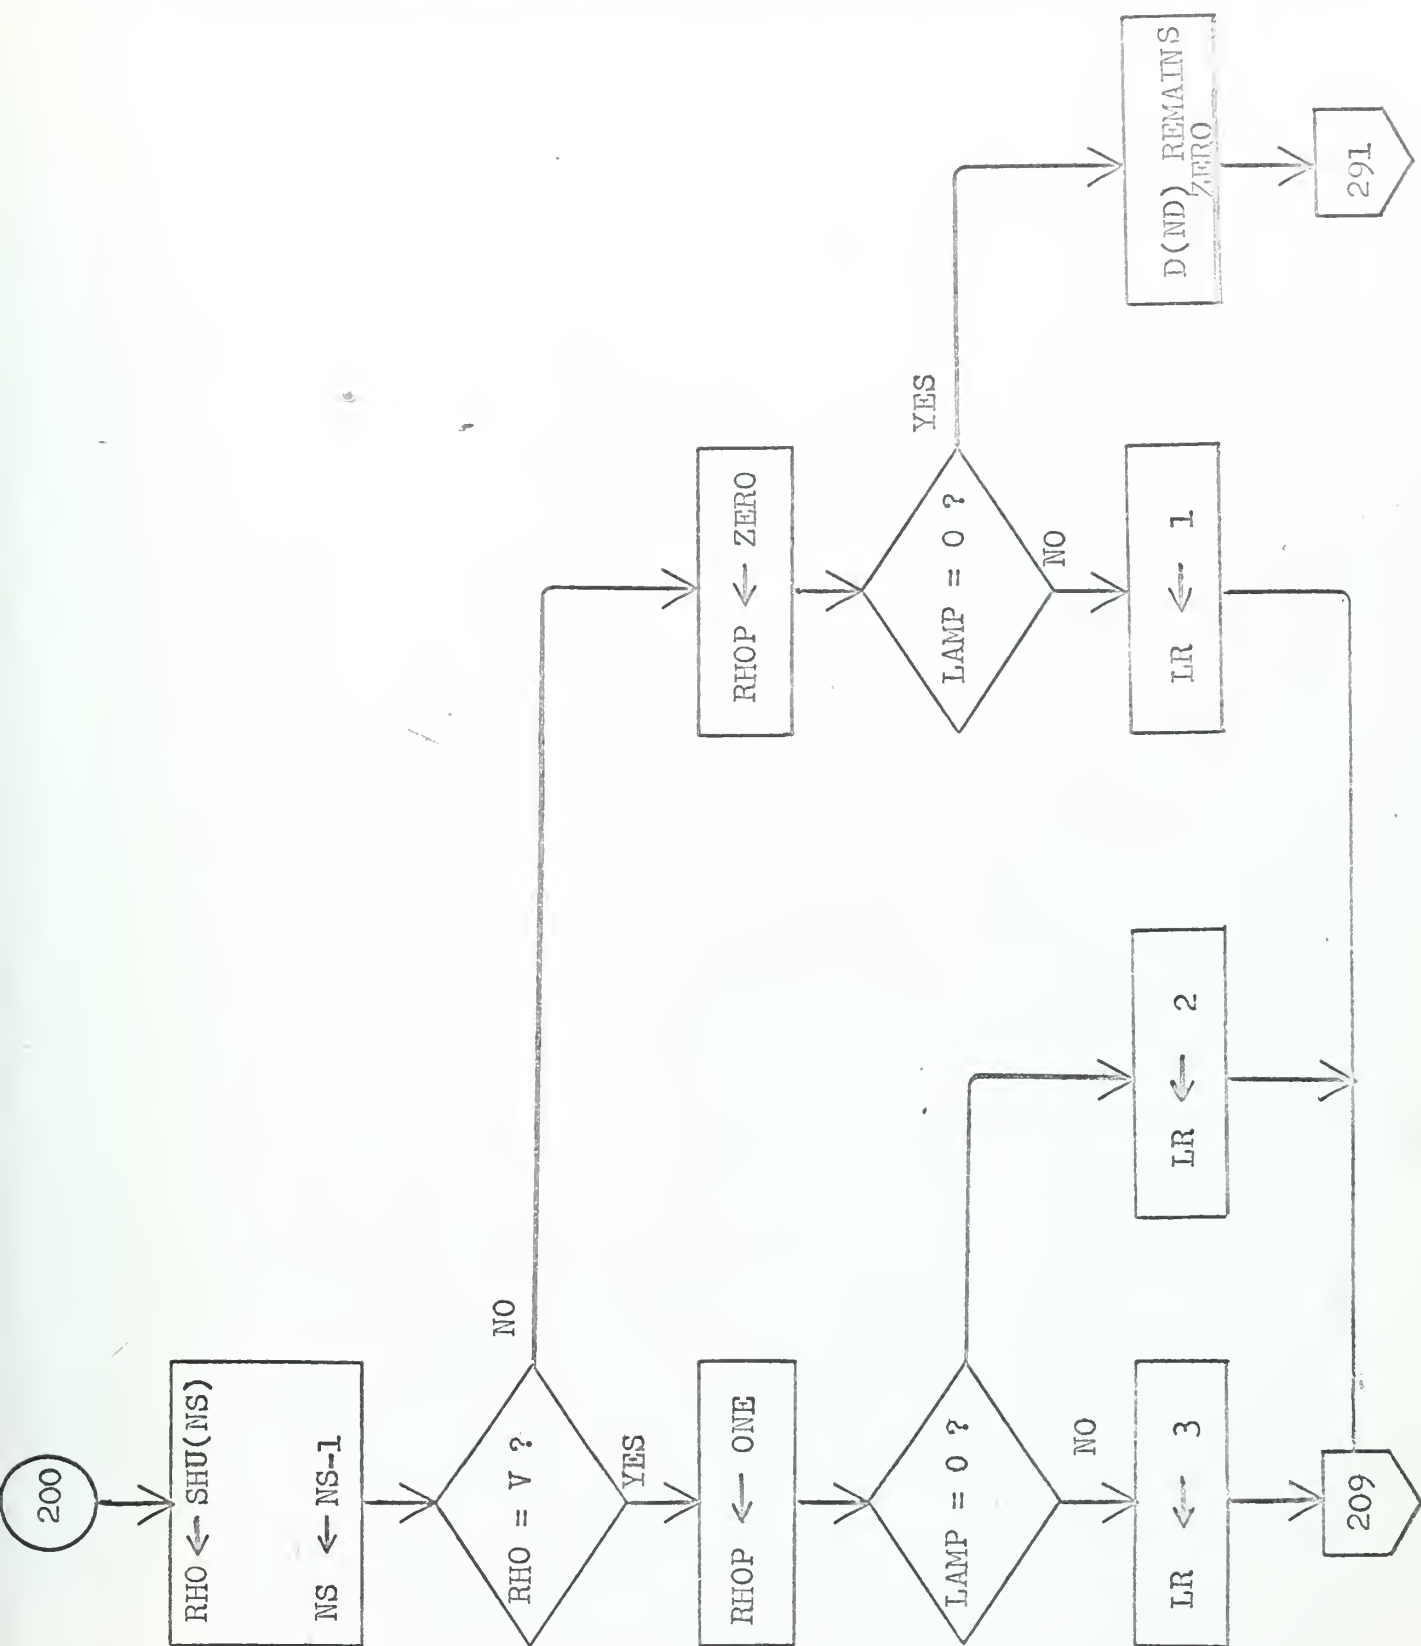 200
RHO ← SHU(NS)
NS ← NS-1
RHO = V ?
NO
YES
RHOP ← ONE
RHOP ← ZERO
LAMP = 0 ?
NO
LAMP = 0 ?
YES
NO
LR ← 3
LR ← 2
LR ← 1
D(ND) REMAINS
ZERO
209
291